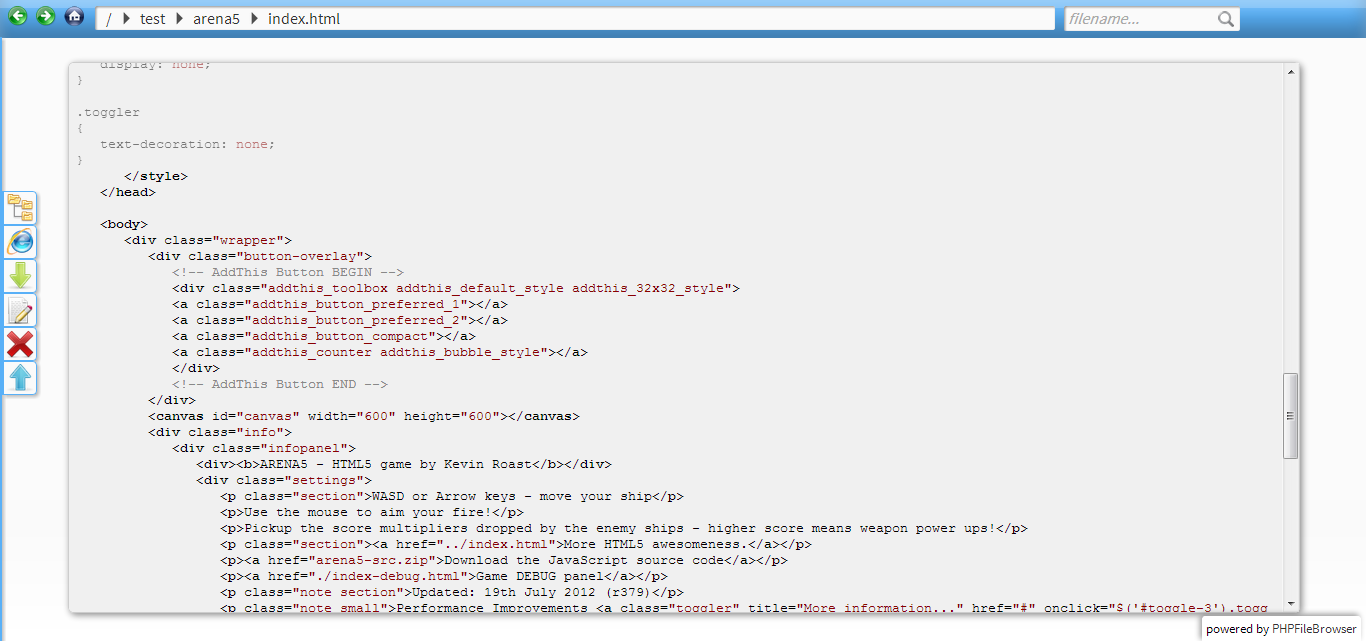 / test arena5 index.html filename...
display: none;
}
.toggler
{
text-decoration: none;
}
</style>
</head>
<body>
<div class="wrapper">
<div class="button-overlay">
<!-- AddThis Button BEGIN -->
<div class="addthis_toolbox addthis_default_style addthis_32x32_style">
<a class="addthis_button_preferred_1"></a>
<a class="addthis_button_preferred_2"></a>
<a class="addthis_button_compact"></a>
<a class="addthis_counter addthis_bubble_style"></a>
</div>
<!-- AddThis Button END -->
</div>
<canvas id="canvas" width="600" height="600"></canvas>
<div class="info">
<div class="infopanel">
<div><b>ARENA5 - HTML5 game by Kevin Roast</b></div>
<div class="settings">
<p class="section">WASD or Arrow keys - move your ship</p>
<p>Use the mouse to aim your fire!</p>
<p>Pickup the score multipliers dropped by the enemy ships - higher score means weapon power ups!</p>
<p class="section"><a href="../index.html">More HTML5 awesomeness.</a></p>
<p><a href="arena5-src.zip">Download the JavaScript source code</a></p>
<p><a href="./index-debug.html">Game DEBUG panel</a></p>
<p class="note section">Updated: 19th July 2012 (r379)</p>
<p class="note small">Performance Improvements <a class="toggler" title="More information..." href="#" onclick="$('#toggle-3').togg
powered by PHPFileBrowser